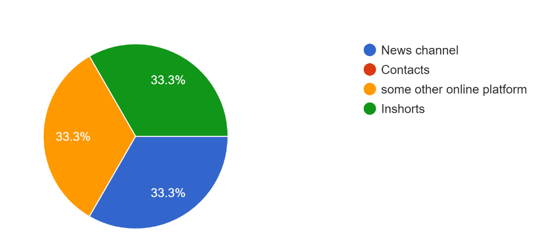 33.3%
33.3%
33.3%
News channel
Contacts
some other online platform
Inshorts